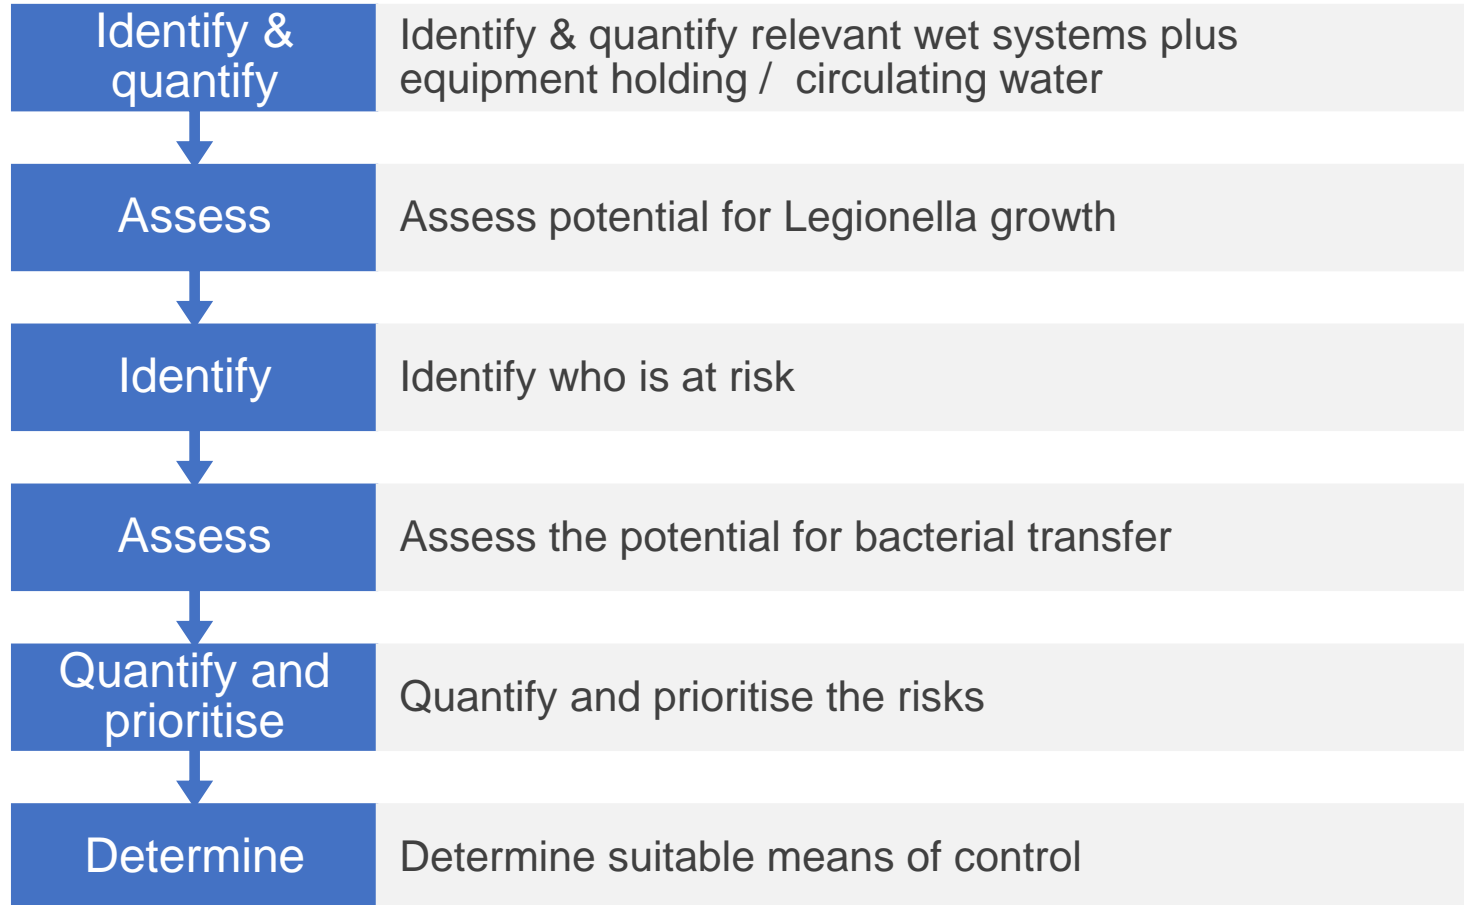 Identify &
quantify
Identify & quantify relevant wet systems plus
equipment holding /  circulating water
Assess
Assess potential for Legionella growth
Identify
Identify who is at risk
Assess
Assess the potential for bacterial transfer
Quantify and
prioritise
Quantify and prioritise the risks
Determine
Determine suitable means of control